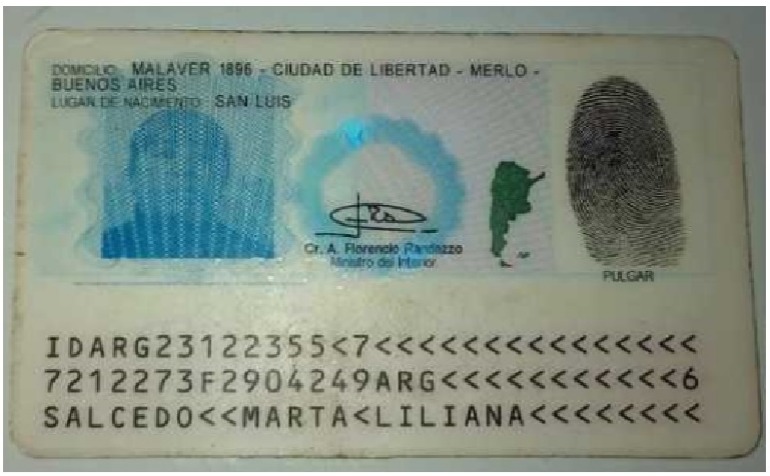 DOMICILIO: MALAVER 1896 - CIUDAD DE LIBERTAD - MERLO -
BUENOS AIRES
LUGAR DE NACIMIENTO: SAN LUIS
Cr. A. Florencio Randazzo
Ministro del Interior
PULGAR
IDARG23122355<7<<<<<<<<<<<<<<<
7212273F2904249ARG<<<<<<<<<<<6
SALCEDO<<MARTA<LILIANA<<<<<<<<